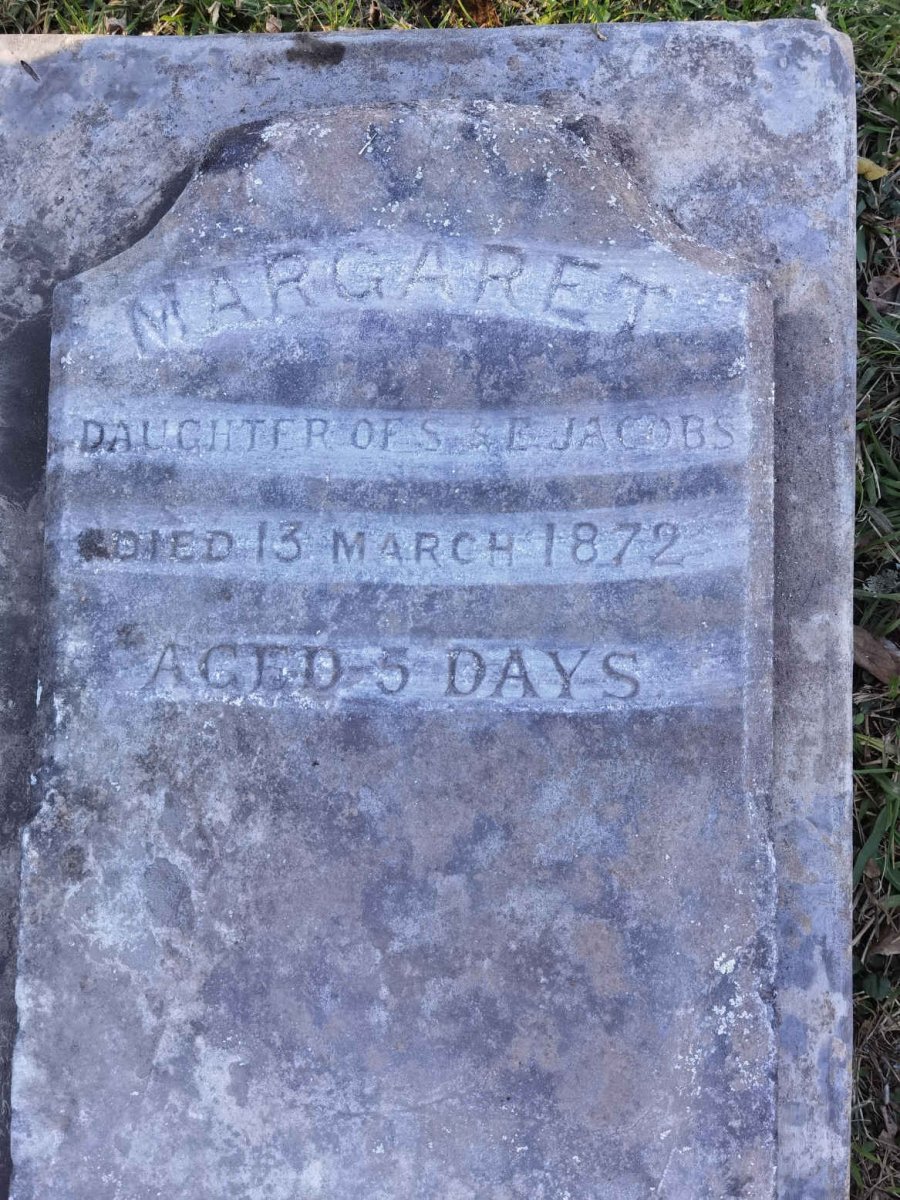 MARGARET
DAUGHTER OF S & E JACOBS
DIED 13 MARCH 1872
AGED 5 DAYS